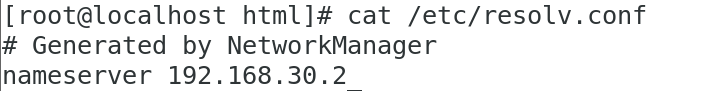 [root@localhost html]# cat /etc/resolv.conf
# Generated by NetworkManager
nameserver 192.168.30.2